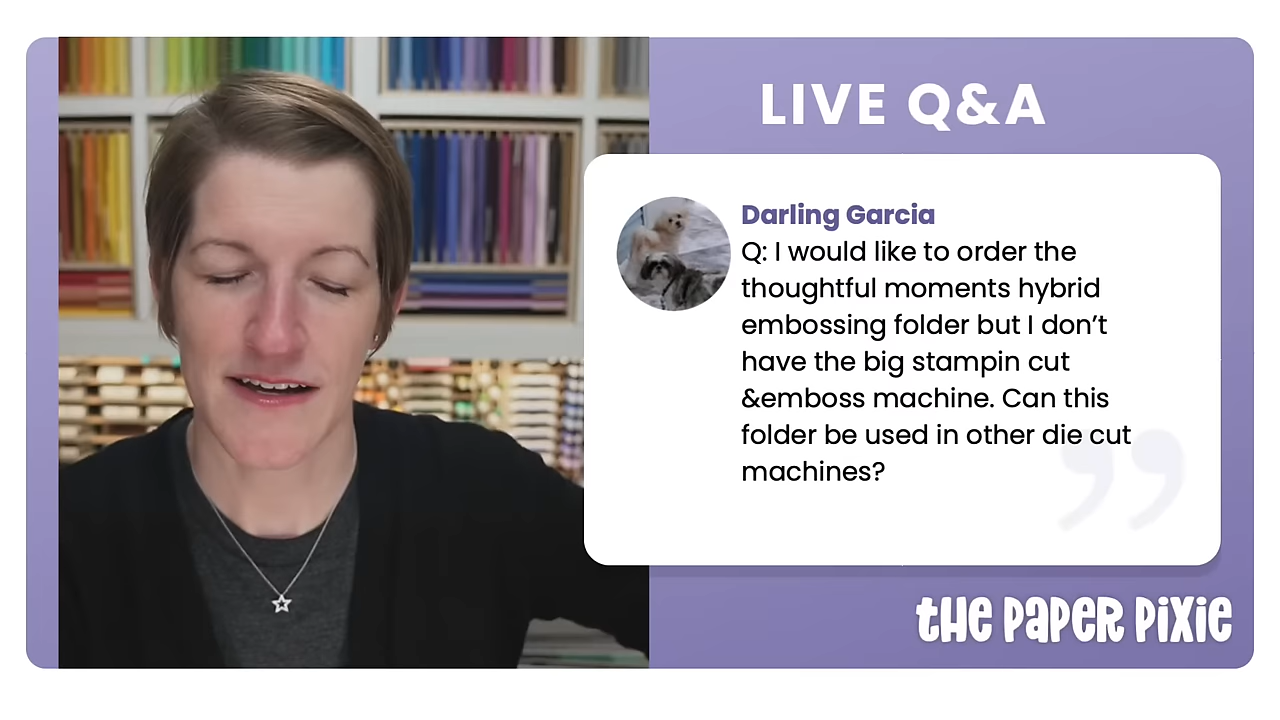 LIVE Q&A
Darling Garcia
Q: I would like to order the
thoughtful moments hybrid
embossing folder but I don’t
have the big stampin cut
&emboss machine. Can this
folder be used in other die cut
machines?
the PAPER PiXiE